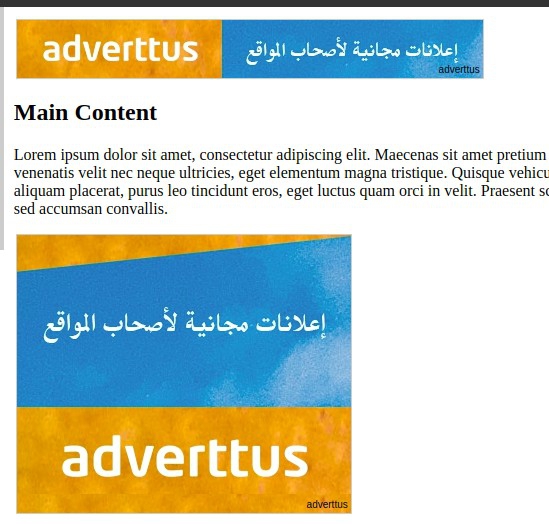 adverttus إعلانات مجانية لأصحاب المواقع
adverttus
Main Content
Lorem ipsum dolor sit amet, consectetur adipiscing elit. Maecenas sit amet pretium
venenatis velit nec neque ultricies, eget elementum magna tristique. Quisque
aliquam placerat, purus leo tincidunt eros, eget luctus quam orci in velit. Praesent
sed accumsan convallis.
إعلانات مجانية لأصحاب المواقع
adverttus
adverttus